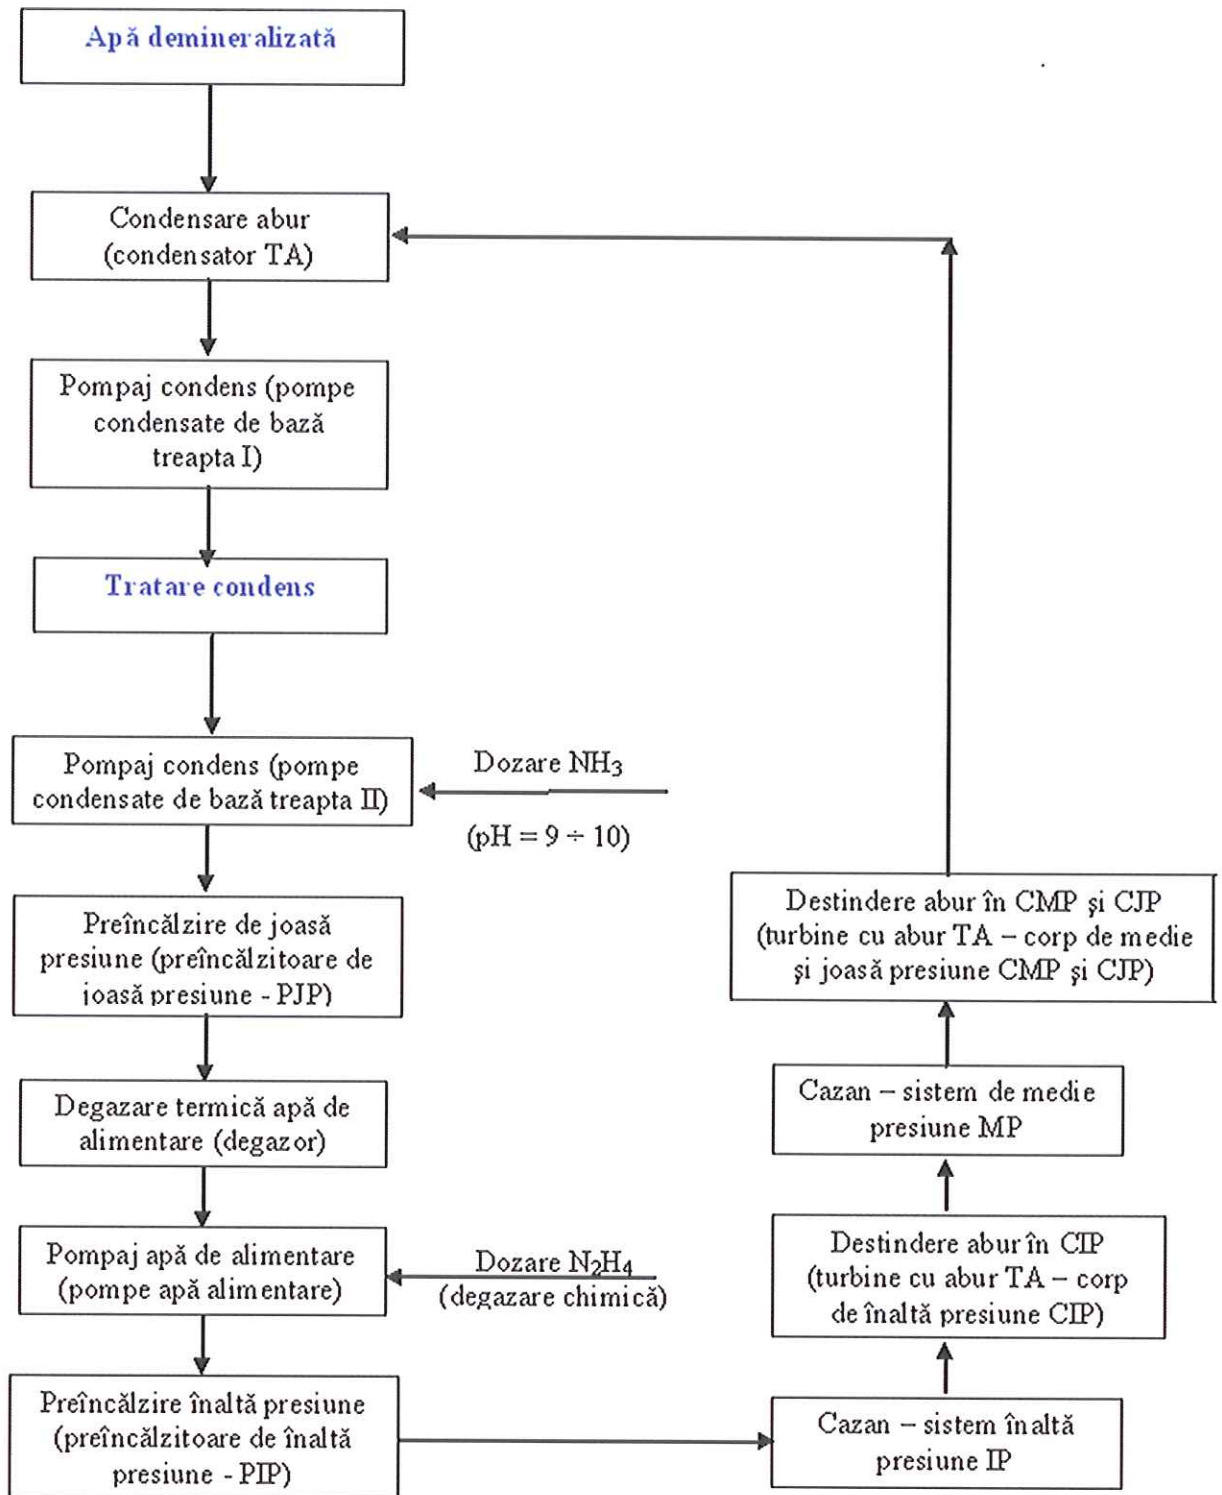 Apă demineralizată
Condensare abur
(condensator TA)
Pompaj condens (pompe
condensate de bază
treapta I)
Tratare condens
Pompaj condens (pompe
condensate de bază treapta II)
Dozare NH3
(pH = 9 ÷ 10)
Preîncălzire de joasă
presiune (preîncălzitoare de
joasă presiune - PJP)
Degazare termică apă de
alimentare (degazor)
Pompaj apă de alimentare
(pompe apă alimentare)
Dozare N2H4
(degazare chimică)
Preîncălzire înaltă presiune
(preîncălzitoare de înaltă
presiune - PIP)
Cazan – sistem înaltă
presiune IP
Destindere abur în CIP
(turbine cu abur TA – corp
de înaltă presiune CIP)
Cazan – sistem de medie
presiune MP
Destindere abur în CMP şi CJP
(turbine cu abur TA – corp de medie
şi joasă presiune CMP şi CJP)